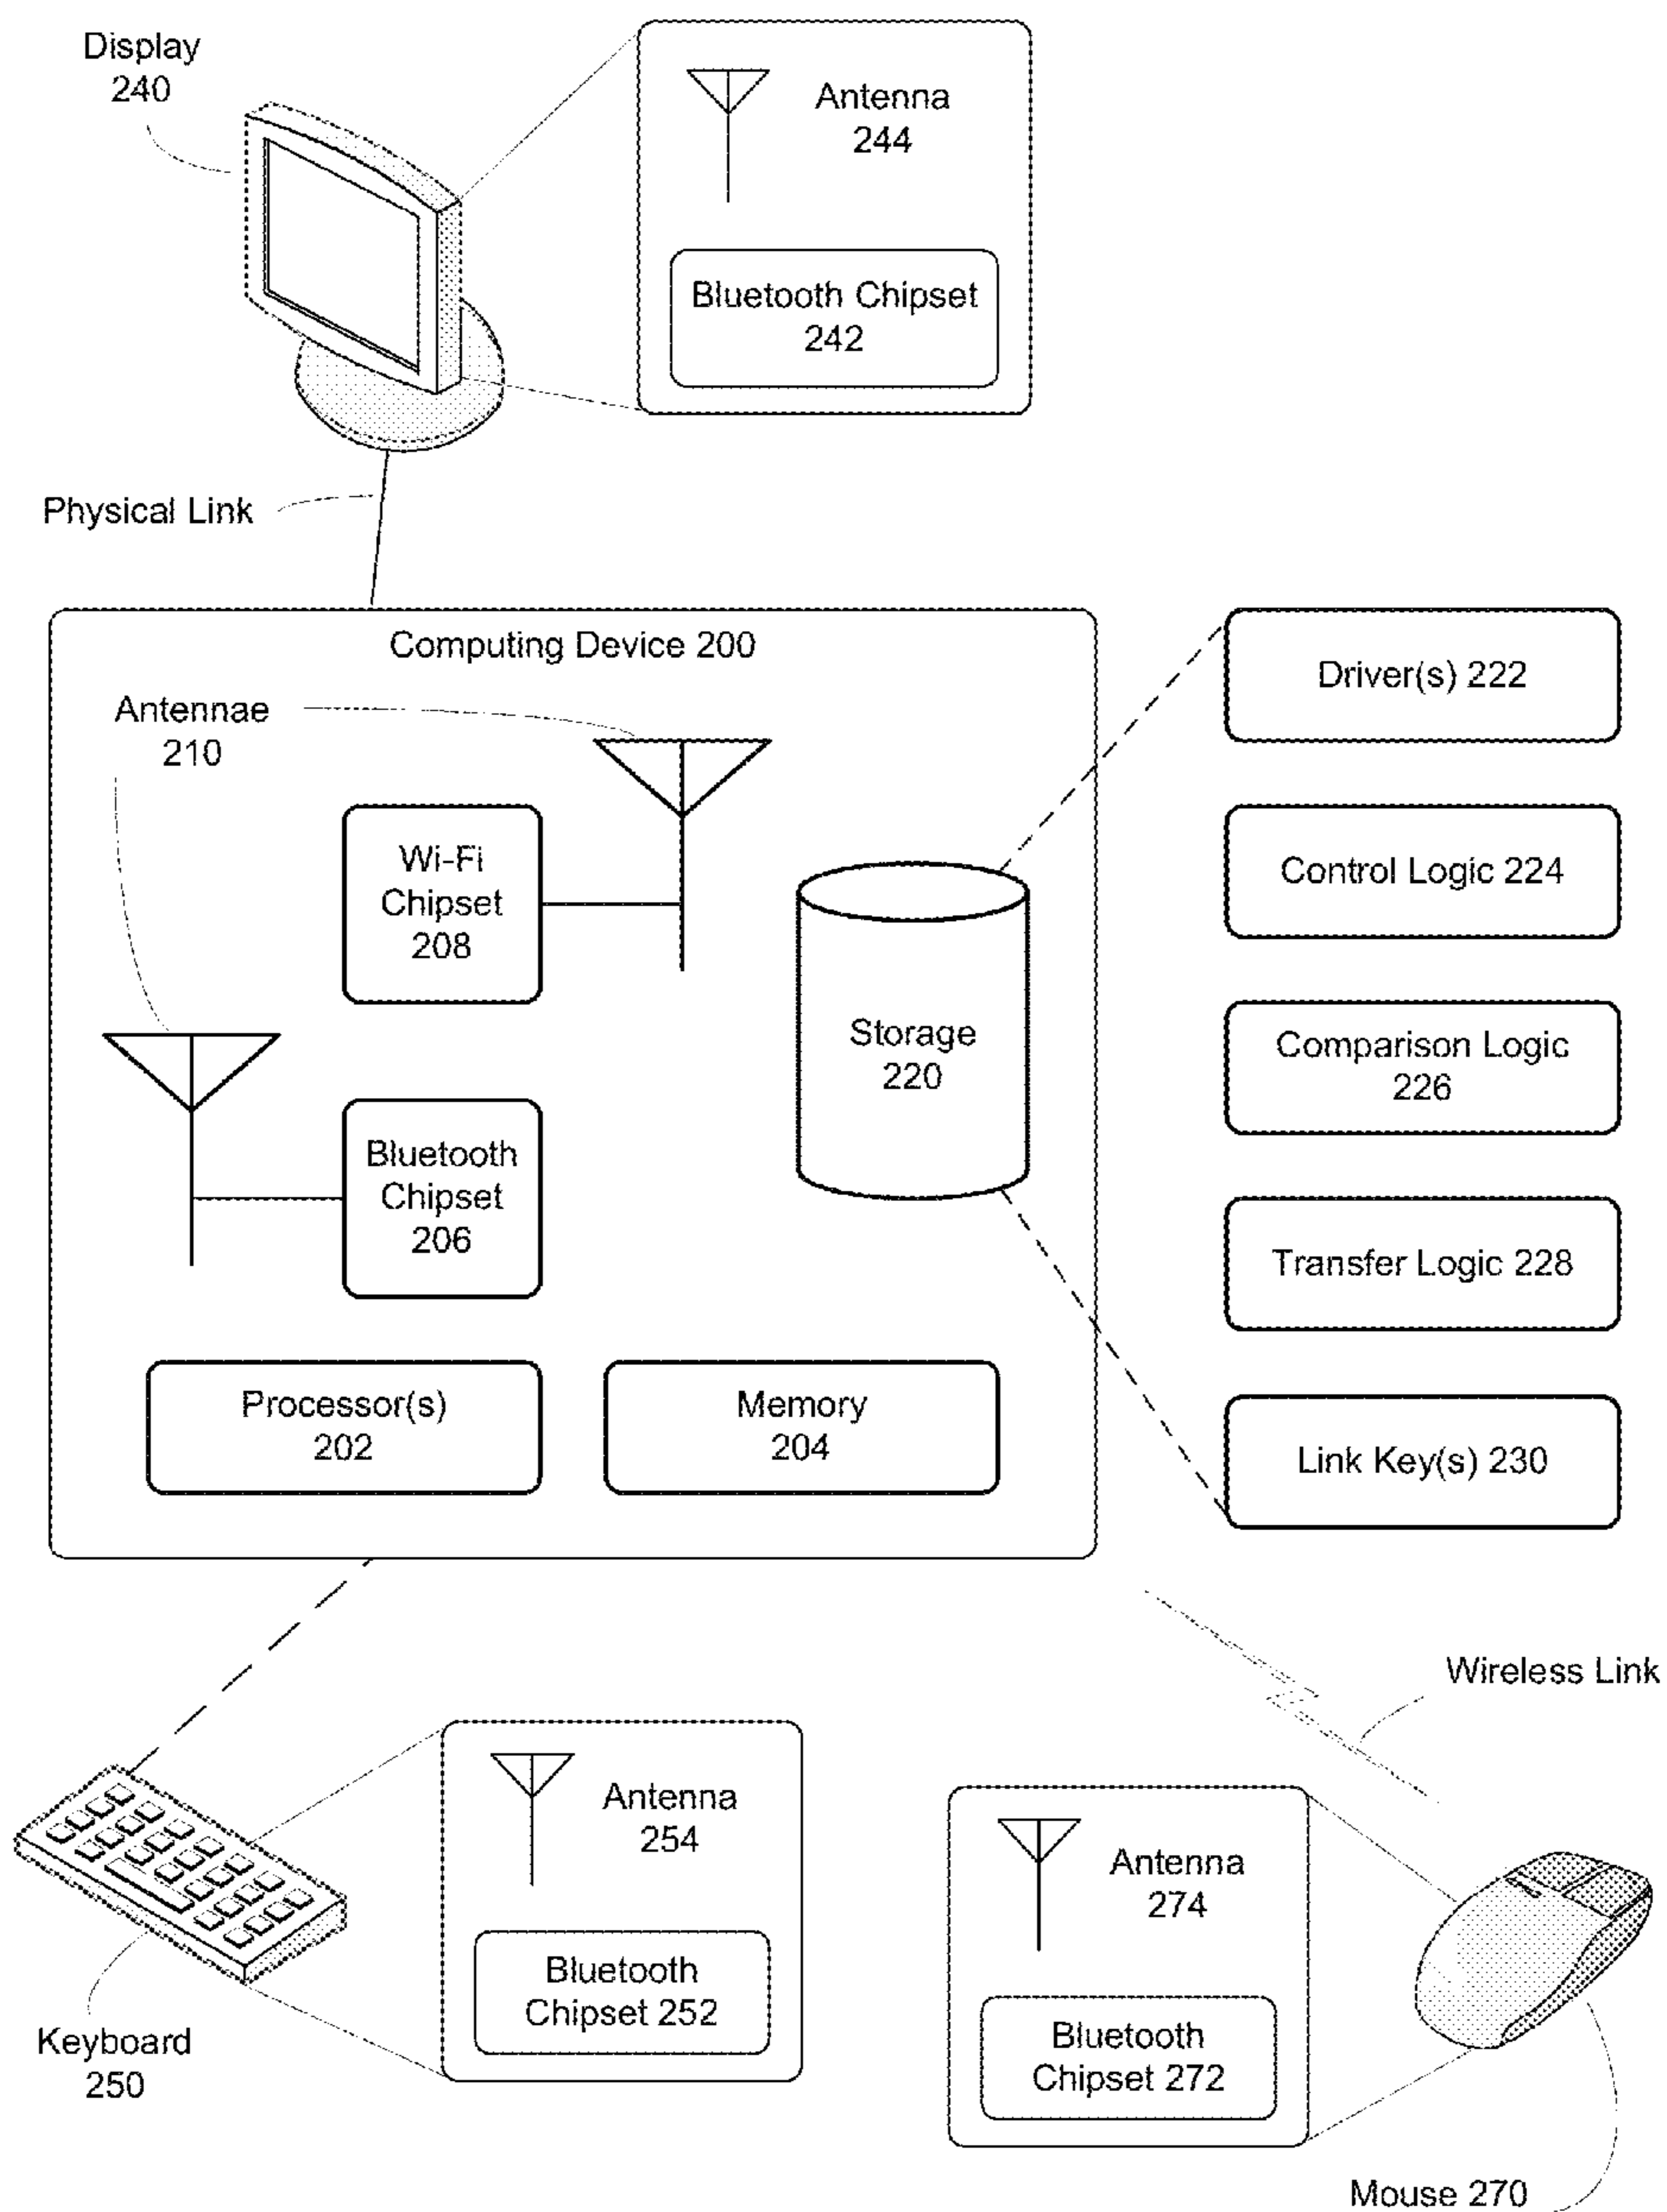 Display
240
Antenna
244
Bluetooth Chipset
242
Physical Link
Computing Device 200
Antennae
210
Wi-Fi
Chipset
208
Storage
220
Bluetooth
Chipset
206
Processor(s)
202
Memory
204
Driver(s) 222
Control Logic 224
Comparison Logic
226
Transfer Logic 228
Link Key(s) 230
Wireless Link
Antenna
254
Bluetooth
Chipset 252
Keyboard
250
Antenna
274
Bluetooth
Chipset 272
Mouse 270